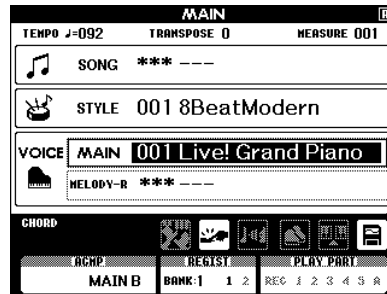 MAIN
TEMPO ♩=092 TRANSPOSE 0 MEASURE 001
SONG *** ---
STYLE 001 8BeatModern
VOICE MAIN 001 Live! Grand Piano
MELODY-R *** ---
CHORD
ACMP REGIST PLAY PART
MAIN B BANK:1 1 2 REC 1 2 3 4 5 A